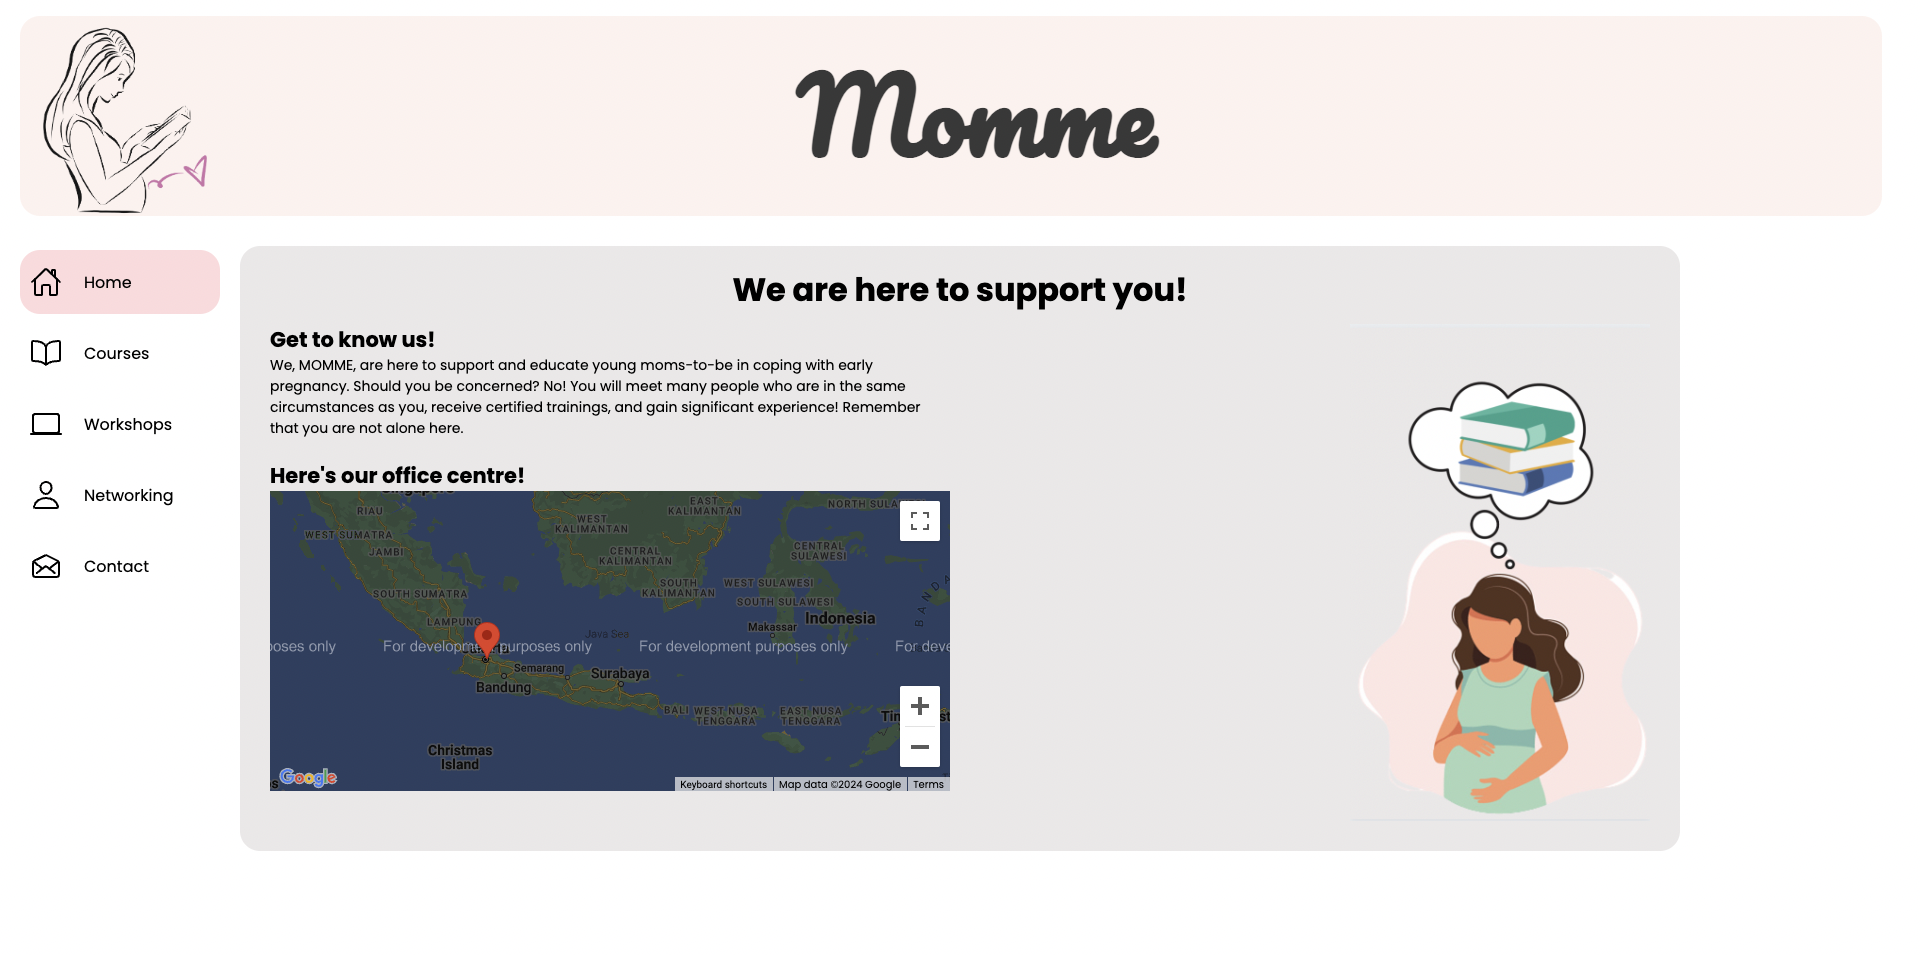 Momme
Home
Courses
Workshops
Networking
Contact
We are here to support you!
Get to know us!
We, MOMME, are here to support and educate young moms-to-be in coping with early
pregnancy. Should you be concerned? No! You will meet many people who are in the same
circumstances as you, receive certified trainings, and gain significant experience! Remember
that you are not alone here.
Here's our office centre!
Singapore
RIAU
EAST
KALIMANTAN
WEST
KALIMANTAN
WEST SUMATRA
JAMBI
CENTRAL
KALIMANTAN
CENTRAL
SULAWESI
SOUTH
KALIMANTAN
WEST SULAWESI
SOUTH SULAWESI
SOUTH SUMATRA
LAMPUNG
Makassar
Indonesia
Java Sea
poses only
For development purposes only
For development purposes only
For deve
Semarang
Surabaya
Bandung
BALI
WEST NUSA
TENGGARA
EAST NUSA
TENGGARA
Christmas
Island
Google
Keyboard shortcuts
Map data ©2024 Google
Terms